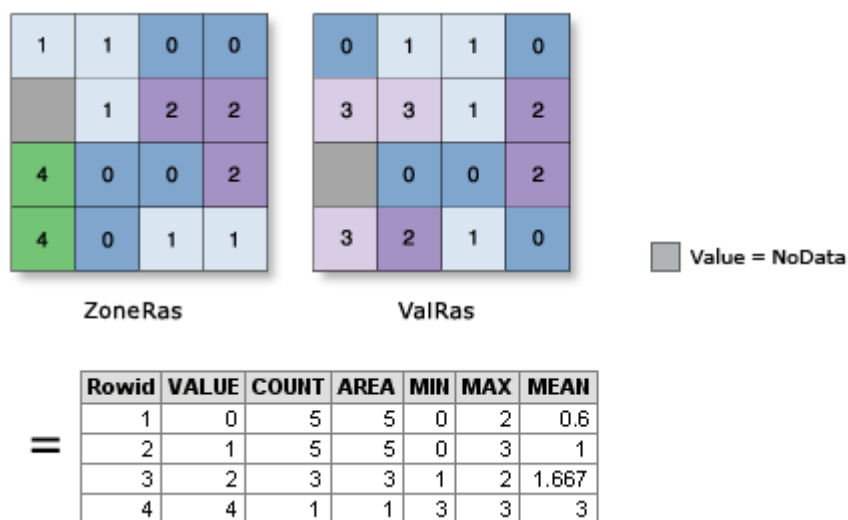 1 1 0 0 0 1 1 0
1 2 2 3 3 1 2
4 0 0 2 0 0 2
4 0 1 1 3 2 1 0
Value = NoData
ZoneRas ValRas
Rowid VALUE COUNT AREA MIN MAX MEAN
1 0 5 5 0 2 0.6
= 2 1 5 5 0 3 1
3 2 3 3 1 2 1.667
4 4 1 1 3 3 3